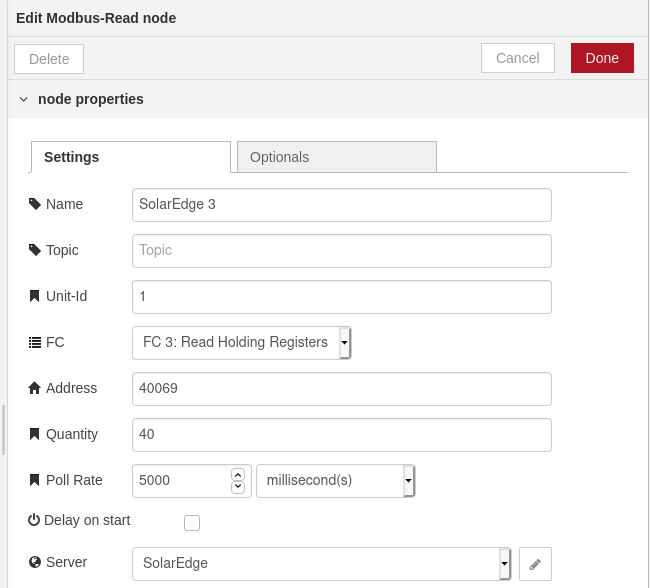 Edit Modbus-Read node
Delete Cancel Done
node properties
Settings Optionals
Name SolarEdge 3
Topic Topic
Unit-Id 1
FC FC 3: Read Holding Registers
Address 40069
Quantity 40
Poll Rate 5000 millisecond(s)
Delay on start
Server SolarEdge